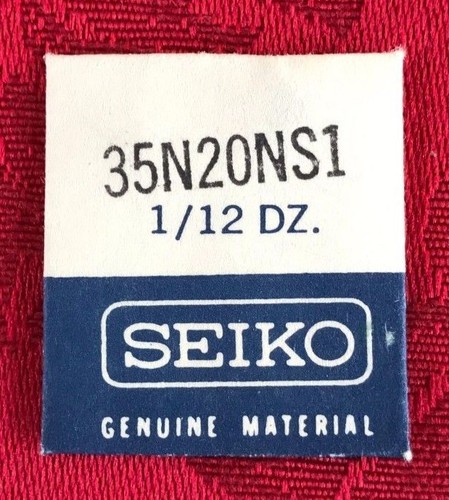 35N20NS1
1/12 DZ.
SEIKO
GENUINE MATERIAL